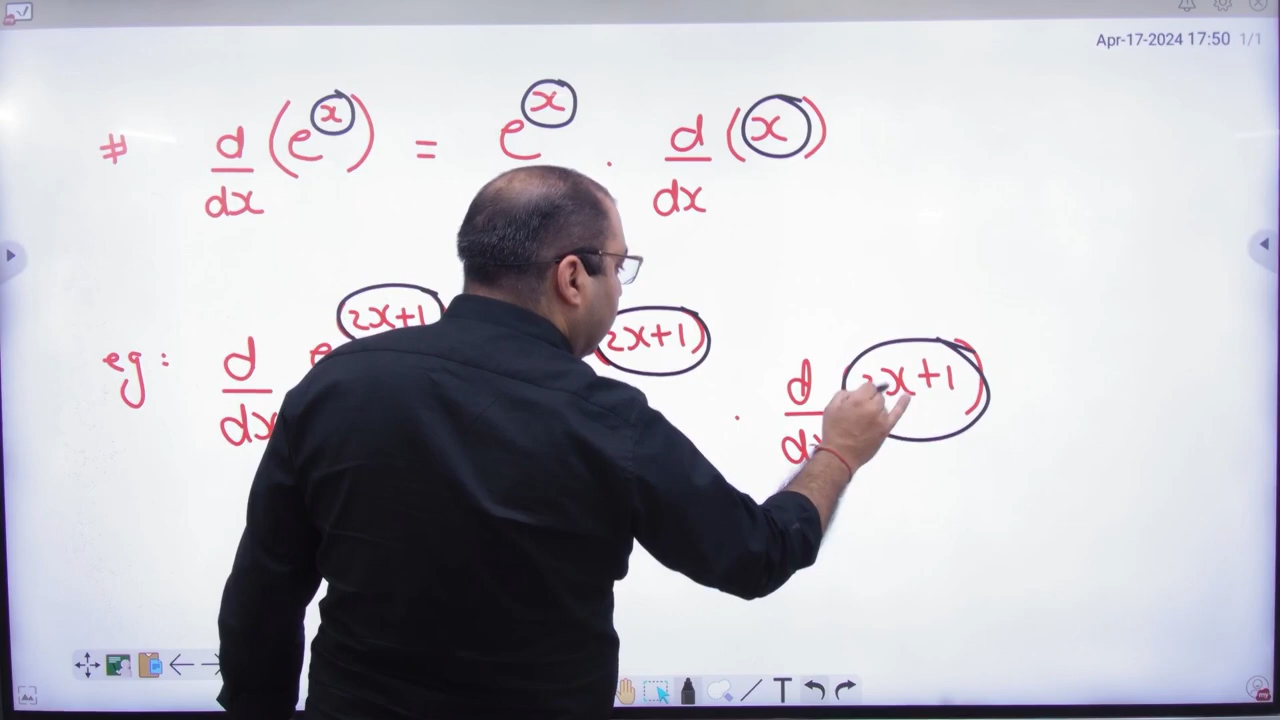 Apr-17-2024 17:50 1/1
# d/dx (e^x) = e^x . d/dx (x)
eg: d/dx e^(2x+1) (2x+1) . d/dx 2x+1)
T